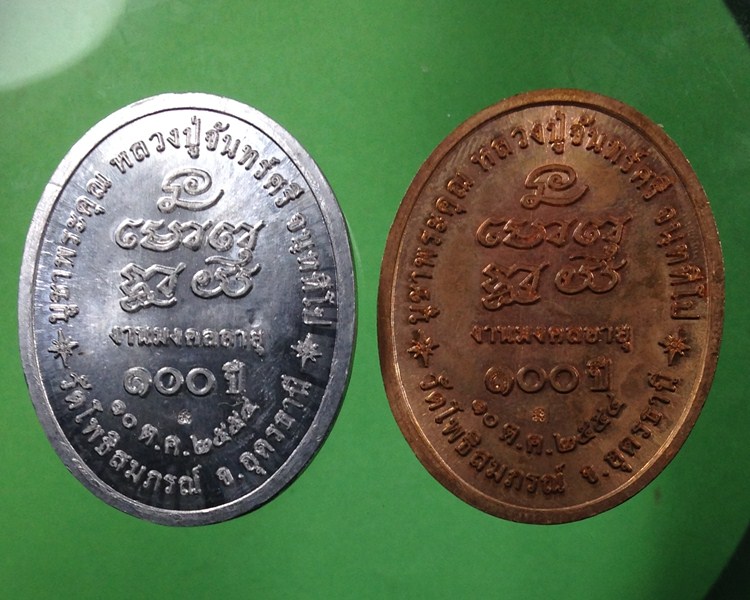 บูชาพระคุณ หลวงปู่จันทร์ศรี จนฺททีโป
งานมงคลอายุ
๑๐๐ ปี
๑๐ ต.ค.๒๕๕๔
วัดโพธิสมภรณ์ จ.อุดรธานี
บูชาพระคุณ หลวงปู่จันทร์ศรี จนฺททีโป
งานมงคลอายุ
๑๐๐ ปี
๑๐ ต.ค.๒๕๕๔
วัดโพธิสมภรณ์ จ.อุดรธานี